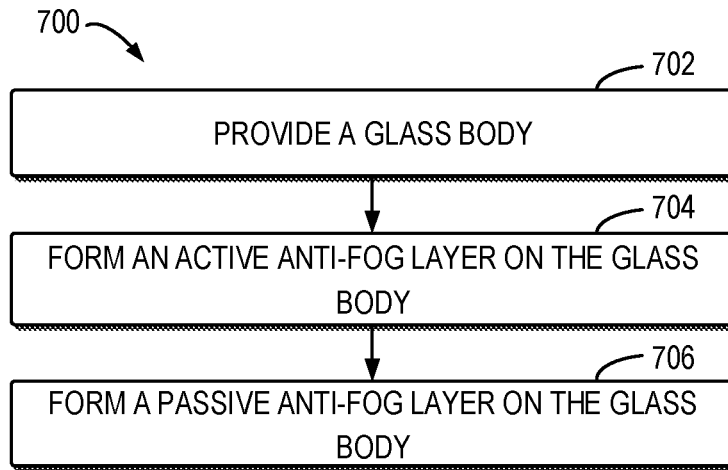 700
702
PROVIDE A GLASS BODY
704
FORM AN ACTIVE ANTI-FOG LAYER ON THE GLASS
BODY
706
FORM A PASSIVE ANTI-FOG LAYER ON THE GLASS
BODY